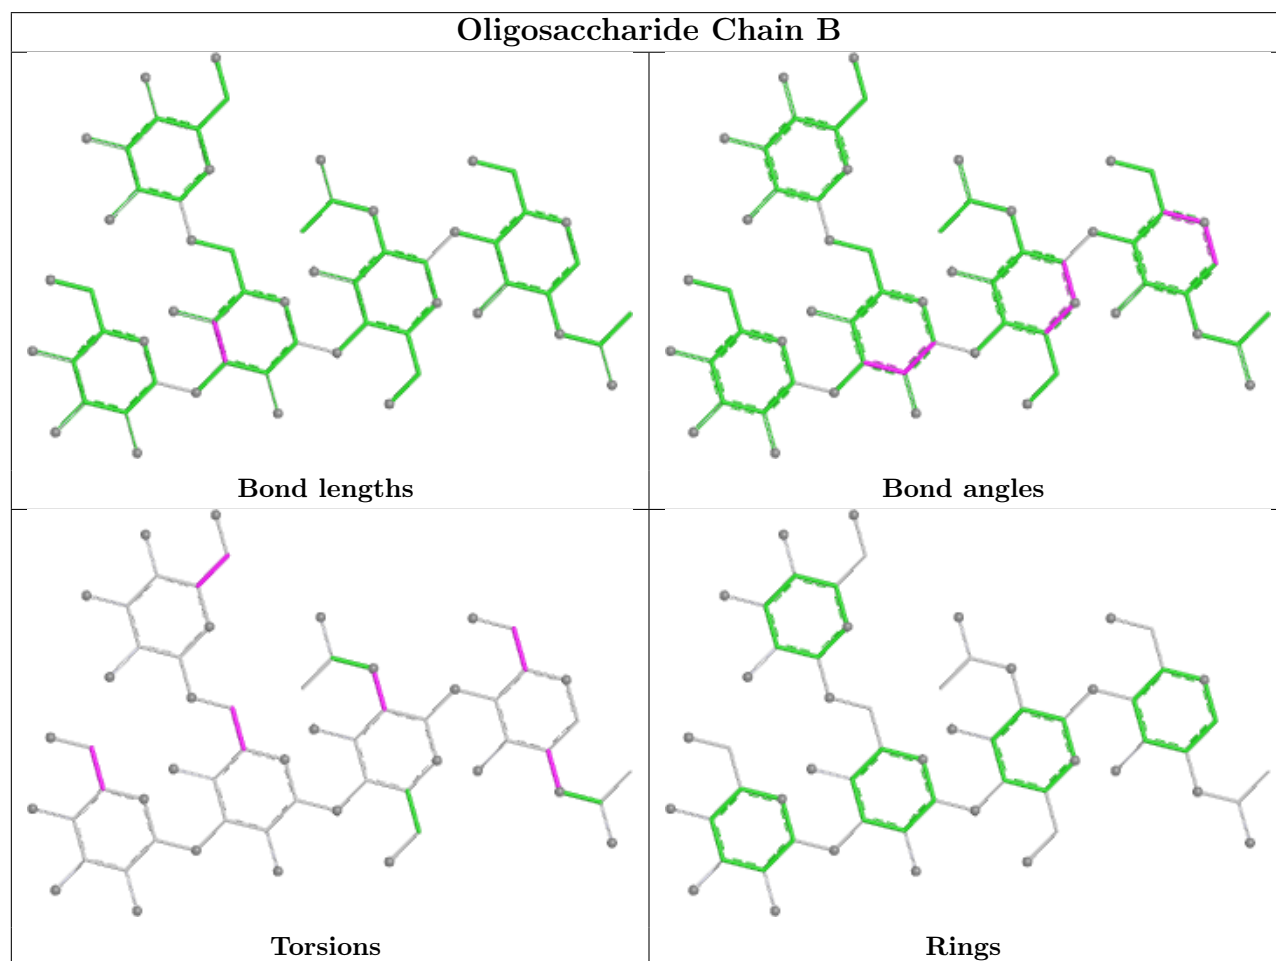 Oligosaccharide Chain B
Bond lengths
Bond angles
Torsions
Rings